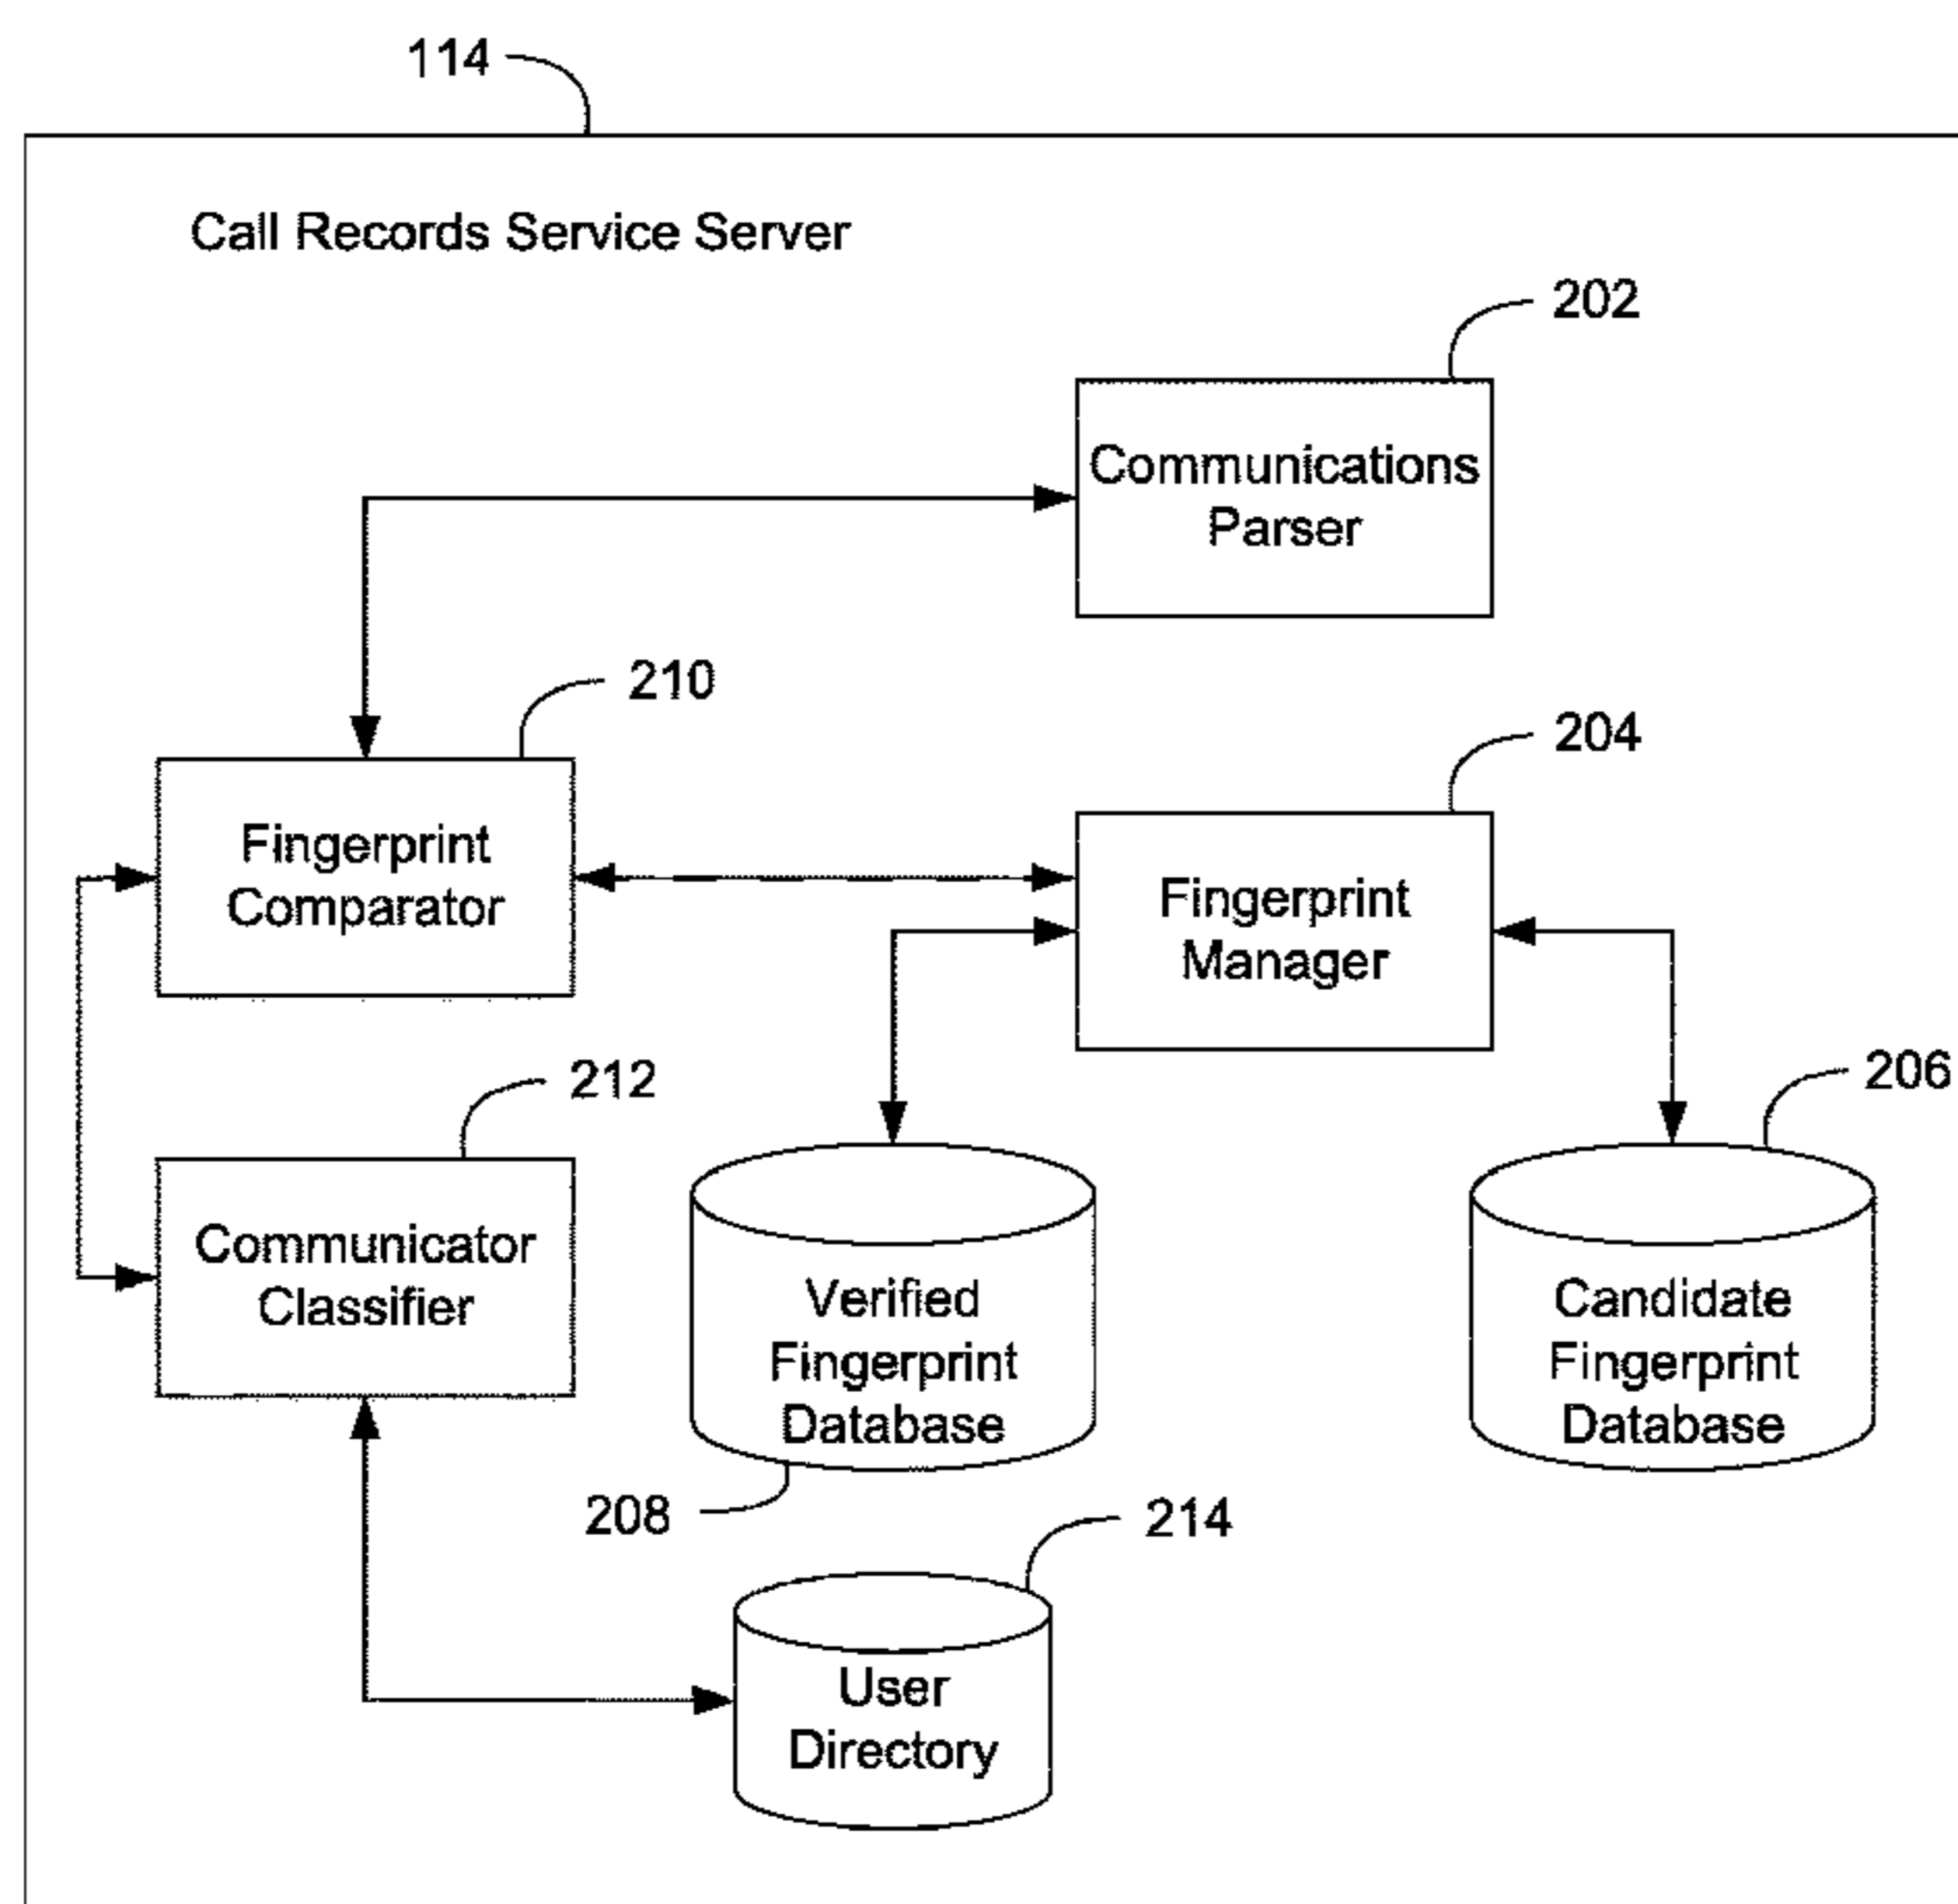 114
Call Records Service Server
202
Communications
Parser
210
204
Fingerprint
Comparator
Fingerprint
Manager
212
206
Communicator
Classifier
Verified
Fingerprint
Database
Candidate
Fingerprint
Database
208
214
User
Directory